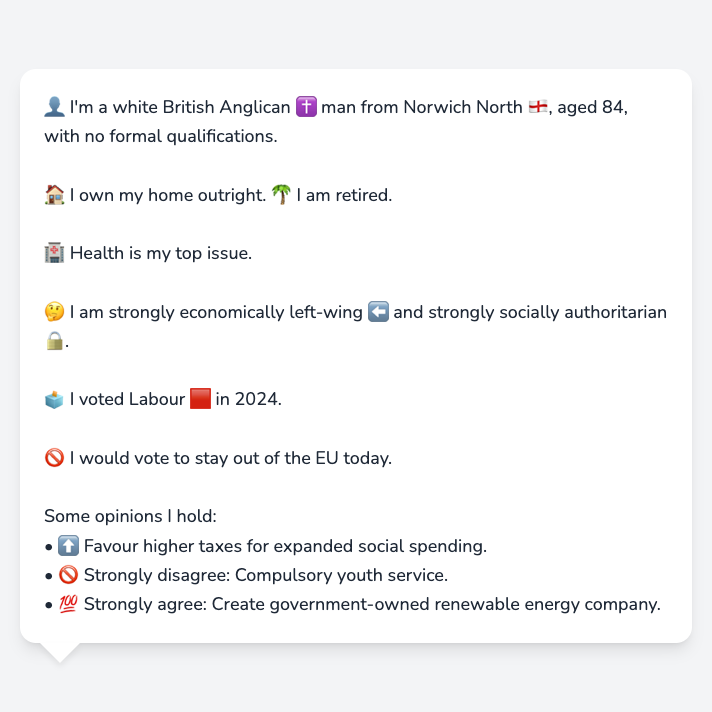 👤 I'm a white British Anglican ✝️ man from Norwich North 🏴󠁧󠁢󠁥󠁮󠁧󠁿, aged 84,
with no formal qualifications.
🏠 I own my home outright. 🌴 I am retired.
🏥 Health is my top issue.
🤔 I am strongly economically left-wing ⬅️ and strongly socially authoritarian
🔒.
🗳️ I voted Labour 🟥 in 2024.
🚫 I would vote to stay out of the EU today.
Some opinions I hold:
• ⬆️ Favour higher taxes for expanded social spending.
• 🚫 Strongly disagree: Compulsory youth service.
• 💯 Strongly agree: Create government-owned renewable energy company.